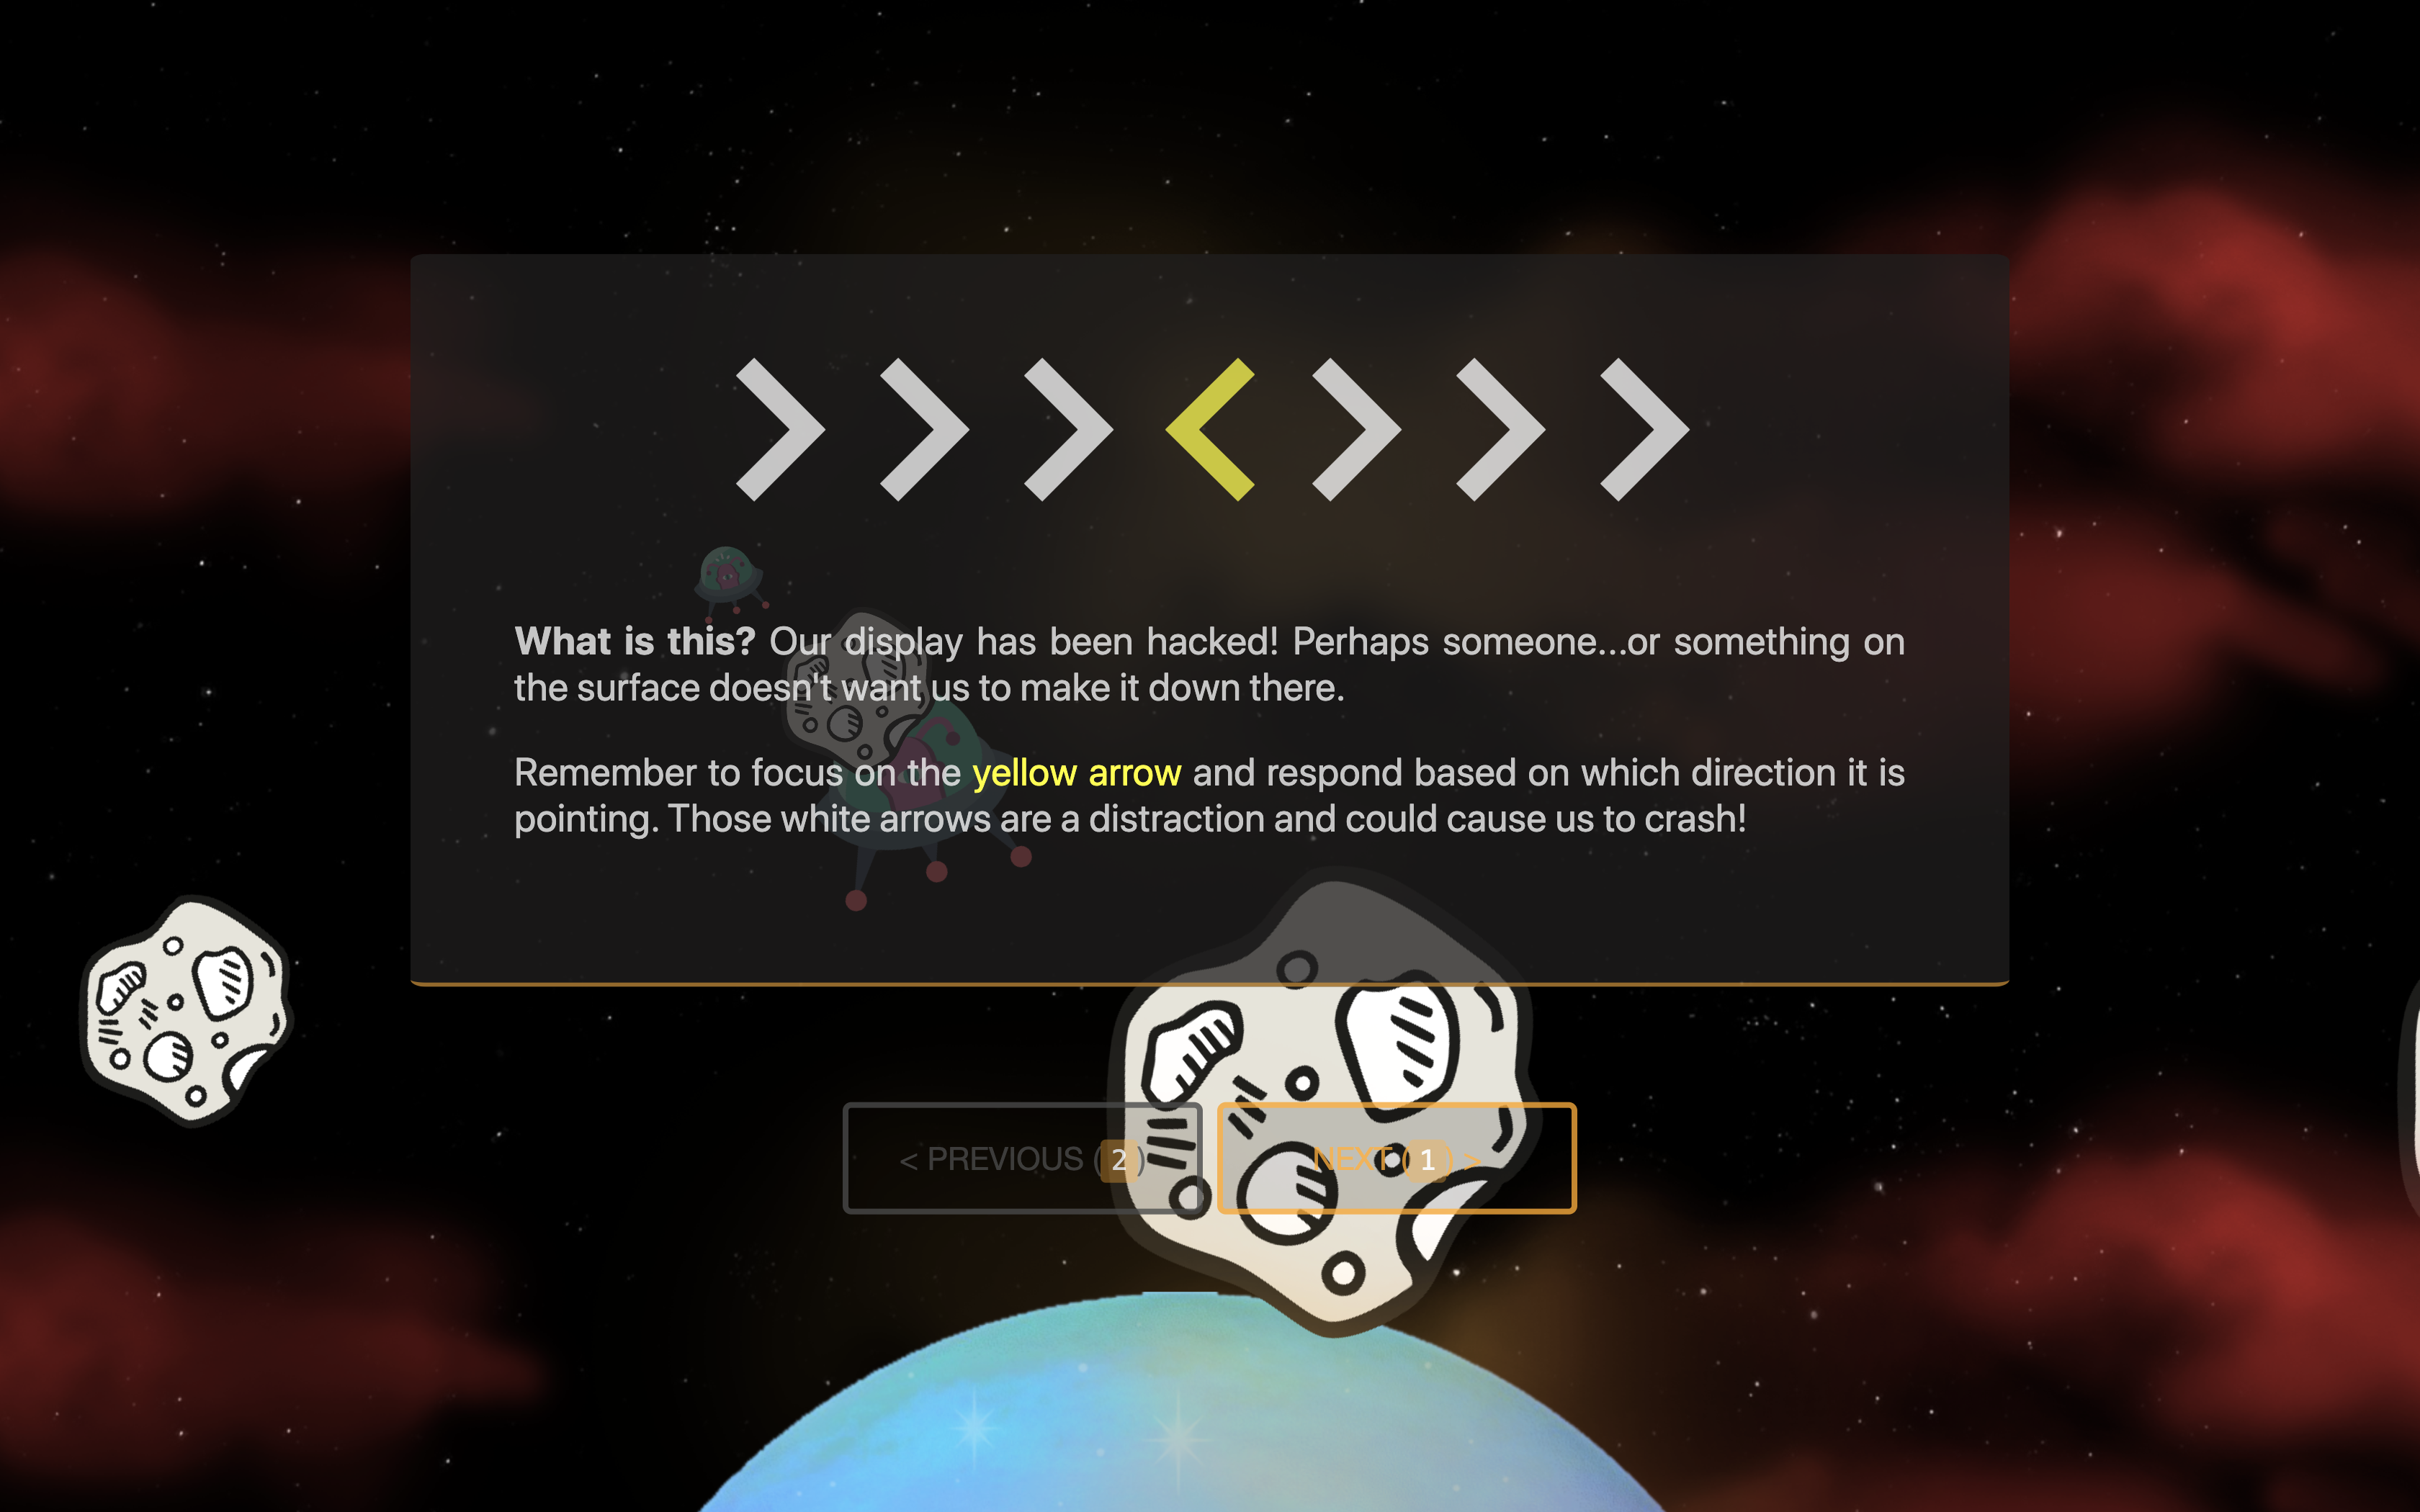 What is this? Our display has been hacked! Perhaps someone...or something on
the surface doesn't want us to make it down there.
Remember to focus on the yellow arrow and respond based on which direction it is
pointing. Those white arrows are a distraction and could cause us to crash!
< PREVIOUS (2) NEXT (1) >